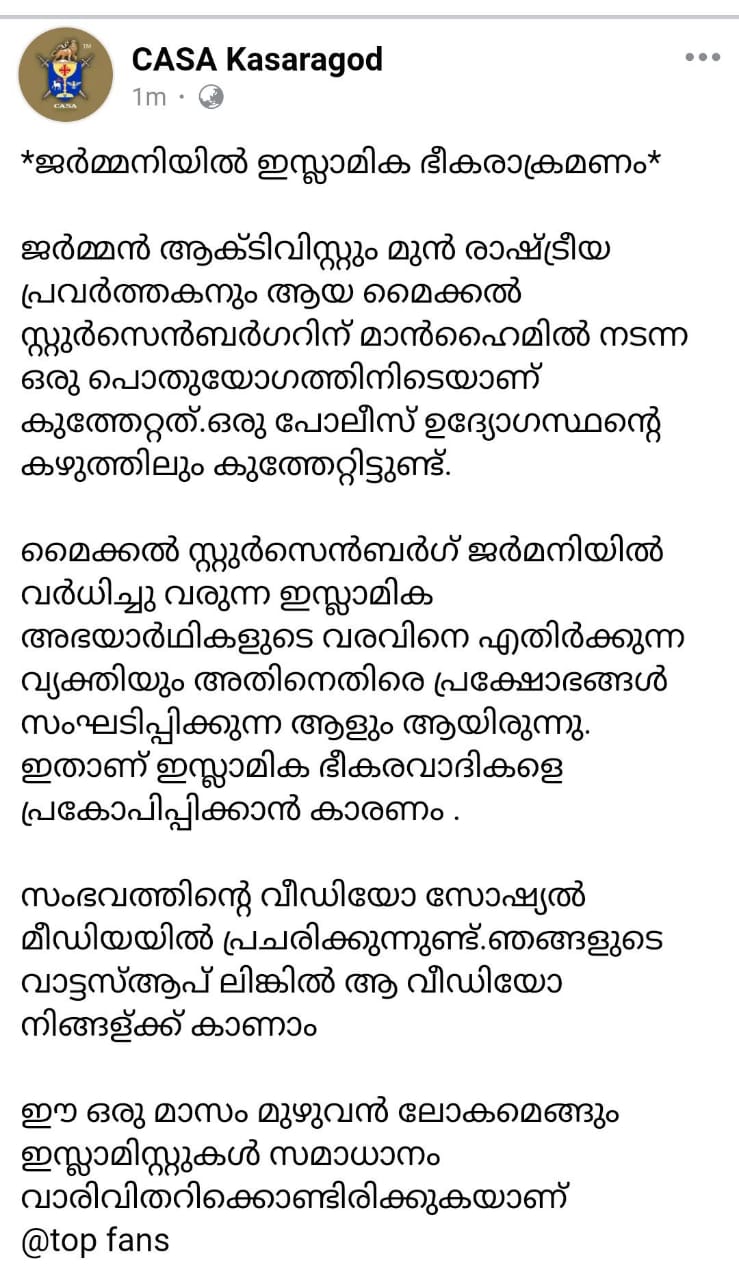 CASA Kasaragod
1m
TM
CASA
*ജർമ്മനിയിൽ ഇസ്ലാമിക ഭീകരാക്രമണം*
ജർമ്മൻ ആക്ടിവിസ്റ്റും മുൻ രാഷ്ട്രീയ
പ്രവർത്തകനും ആയ മൈക്കൽ
സ്റ്റുർസെൻബർഗറിന് മാൻഹൈമിൽ നടന്ന
ഒരു പൊതുയോഗത്തിനിടെയാണ്
കുത്തേറ്റത്.ഒരു പോലീസ് ഉദ്യോഗസ്ഥന്റെ
കഴുത്തിലും കുത്തേറ്റിട്ടുണ്ട്.
മൈക്കൽ സ്റ്റുർസെൻബർഗ് ജർമനിയിൽ
വർധിച്ചു വരുന്ന ഇസ്ലാമിക
അഭയാർഥികളുടെ വരവിനെ എതിർക്കുന്ന
വ്യക്തിയും അതിനെതിരെ പ്രക്ഷോഭങ്ങൾ
സംഘടിപ്പിക്കുന്ന ആളും ആയിരുന്നു.
ഇതാണ് ഇസ്ലാമിക ഭീകരവാദികളെ
പ്രകോപിപ്പിക്കാൻ കാരണം .
സംഭവത്തിന്റെ വീഡിയോ സോഷ്യൽ
മീഡിയയിൽ പ്രചരിക്കുന്നുണ്ട്.ഞങ്ങളുടെ
വാട്ടസ്ആപ് ലിങ്കിൽ ആ വീഡിയോ
നിങ്ങള്ക്ക് കാണാം
ഈ ഒരു മാസം മുഴുവൻ ലോകമെങ്ങും
ഇസ്ലാമിസ്റ്റുകൾ സമാധാനം
വാരിവിതറിക്കൊണ്ടിരിക്കുകയാണ്
@top fans